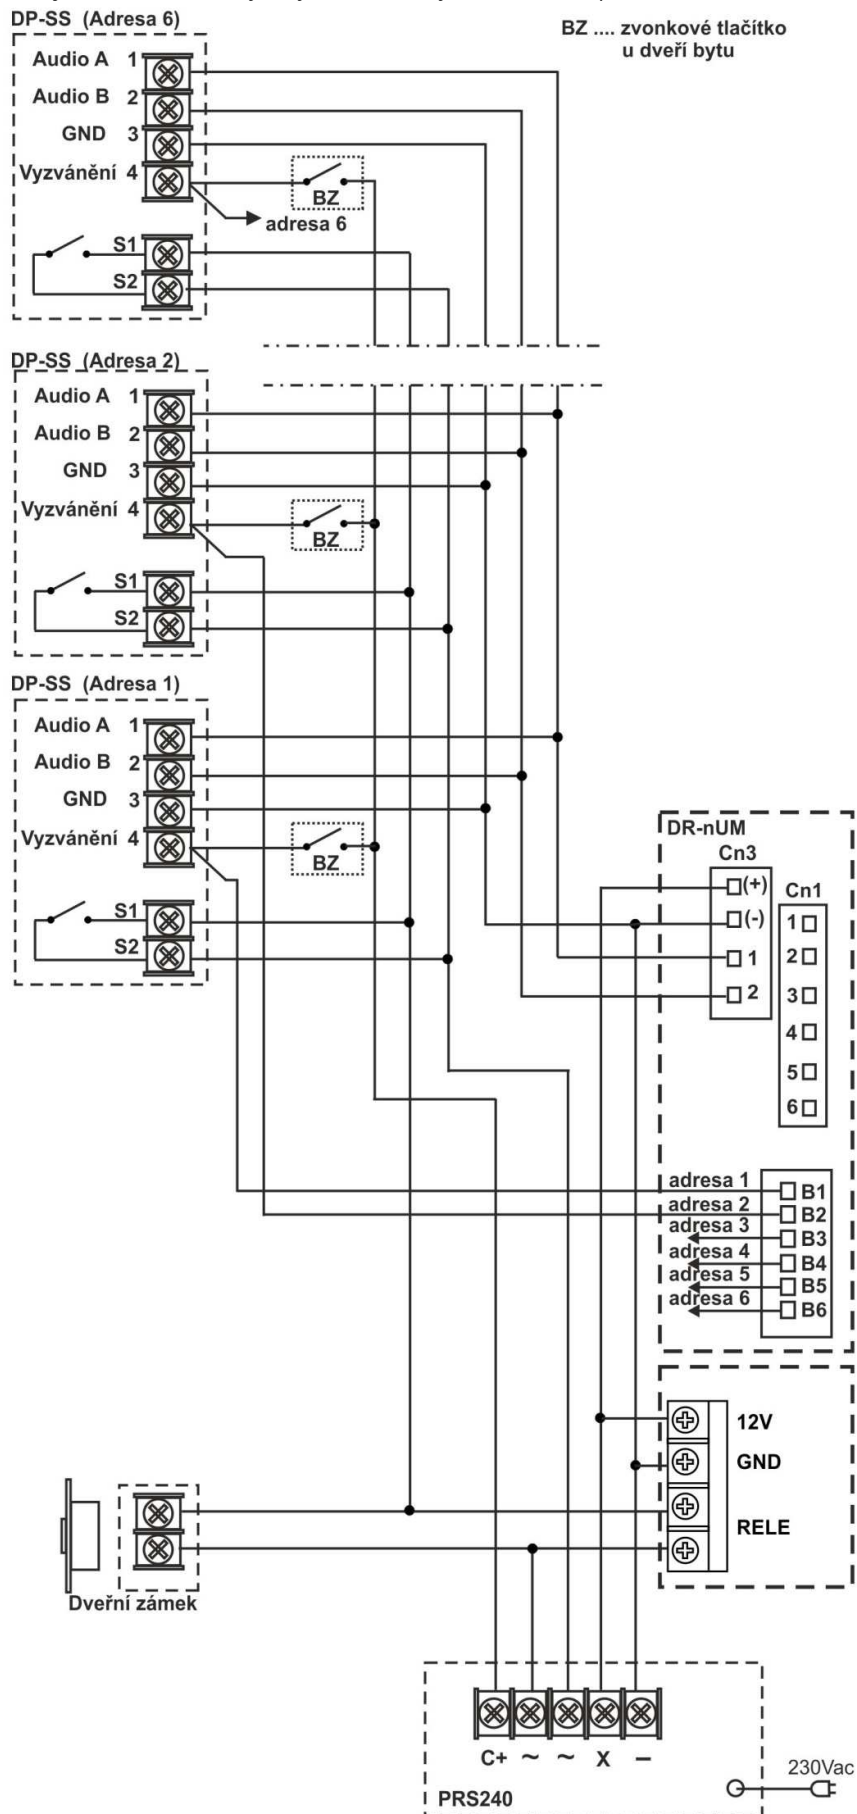 DP-SS (Adresa 6)
BZ .... zvonkové tlačítko
u dveří bytu
Audio A 1
Audio B 2
GND 3
Vyzvánění 4
BZ
adresa 6
S1
S2
DP-SS (Adresa 2)
Audio A 1
Audio B 2
GND 3
Vyzvánění 4
BZ
S1
S2
DP-SS (Adresa 1)
Audio A 1
Audio B 2
GND 3
Vyzvánění 4
BZ
S1
S2
DR-nUM
Cn3
(+)
(-)
1
2
Cn1
1
2
3
4
5
6
adresa 1 B1
adresa 2 B2
adresa 3 B3
adresa 4 B4
adresa 5 B5
adresa 6 B6
12V
GND
RELE
Dveřní zámek
C+ ~ ~ X –
230Vac
PRS240